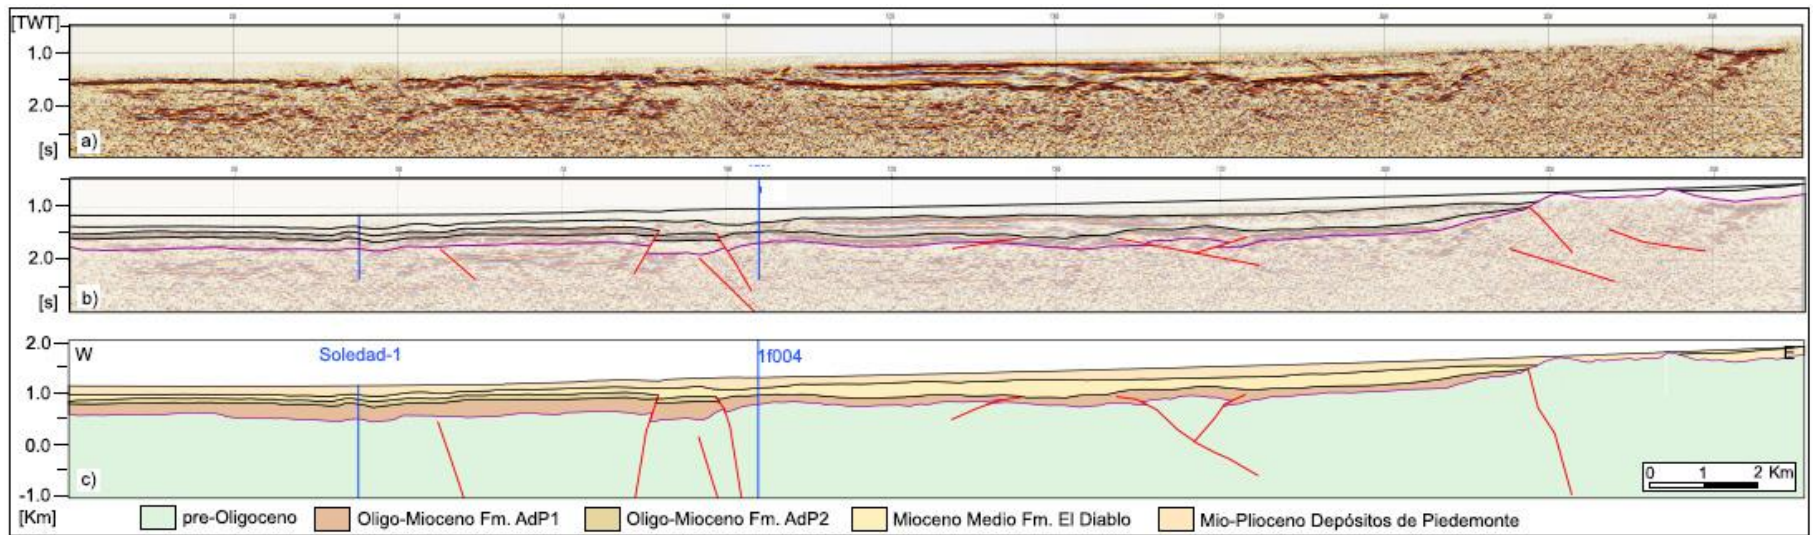 [TWT]
1.0
2.0
[s]
a)
1.0
2.0
[s]
b)
2.0
1.0
0.0
-1.0
[Km]
W
Soledad-1
1f004
E
c)
0 1 2 Km
pre-Oligoceno
Oligo-Mioceno Fm. AdP1
Oligo-Mioceno Fm. AdP2
Mioceno Medio Fm. El Diablo
Mio-Plioceno Depósitos de Piedemonte